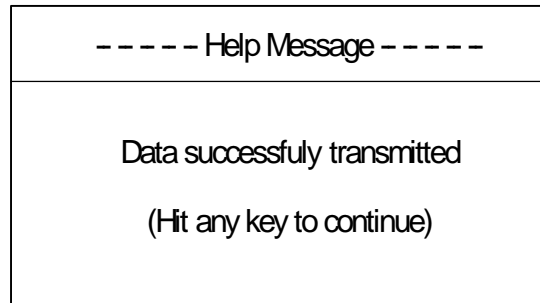 ----- Help Message -----
Data successfuly transmitted
(Hit any key to continue)